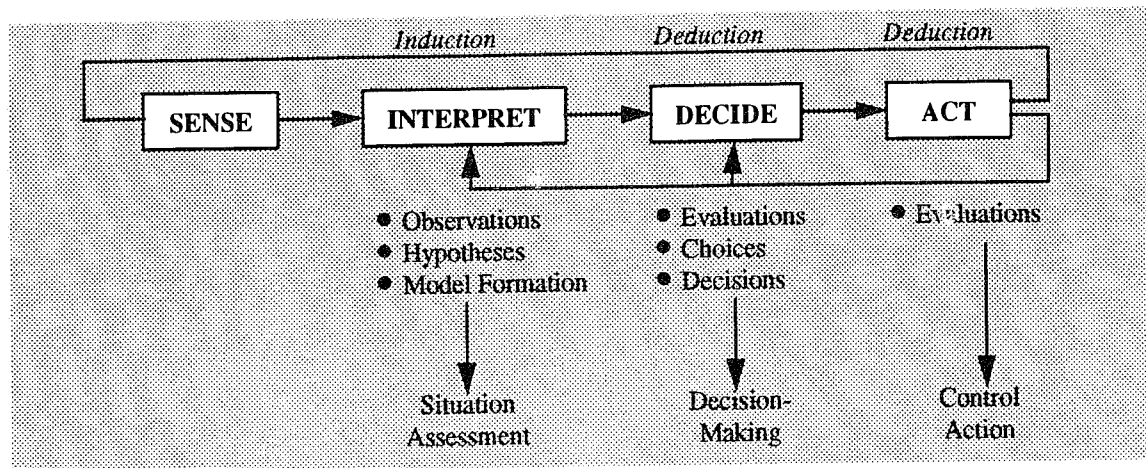 Induction Deduction Deduction
SENSE INTERPRET DECIDE ACT
• Observations
• Hypotheses
• Model Formation
• Evaluations
• Choices
• Decisions
• Evaluations
Situation
Assessment
Decision-
Making
Control
Action